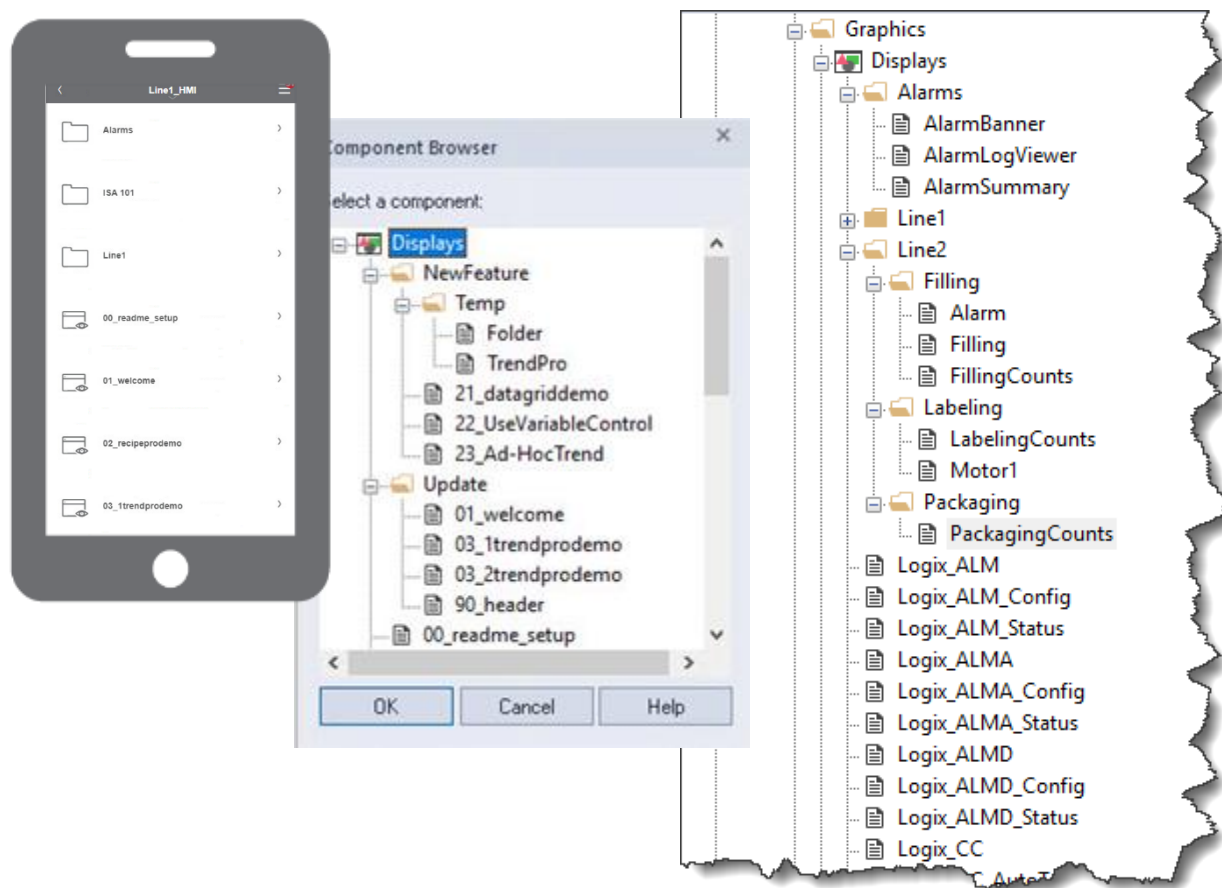 Line1_HMI
Alarms
ISA 101
Line1
00_readme_setup
01_welcome
02_recipeprodemo
03_1trendprodemo
Component Browser
Select a component:
Displays
NewFeature
Temp
Folder
TrendPro
21_datagriddemo
22_UseVariableControl
23_Ad-HocTrend
Update
01_welcome
03_1trendprodemo
03_2trendprodemo
90_header
00_readme_setup
OK
Cancel
Help
Graphics
Displays
Alarms
AlarmBanner
AlarmLogViewer
AlarmSummary
Line1
Line2
Filling
Alarm
Filling
FillingCounts
Labeling
LabelingCounts
Motor1
Packaging
PackagingCounts
Logix_ALM
Logix_ALM_Config
Logix_ALM_Status
Logix_ALMA
Logix_ALMA_Config
Logix_ALMA_Status
Logix_ALMD
Logix_ALMD_Config
Logix_ALMD_Status
Logix_CC